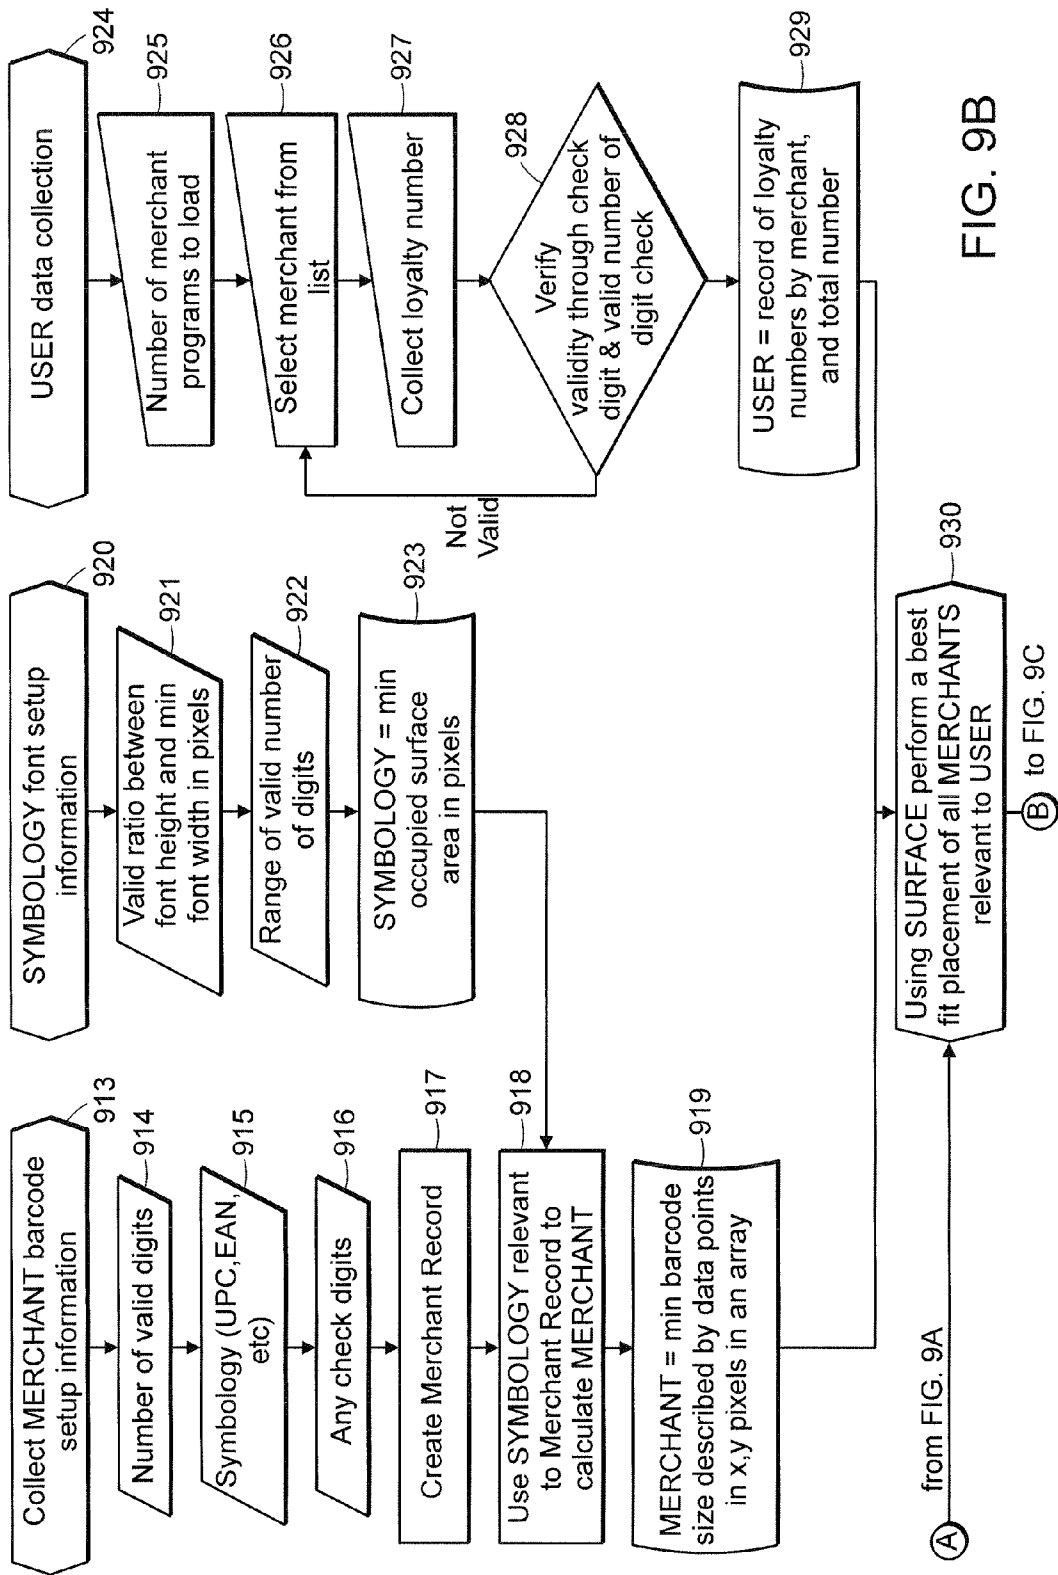 Collect MERCHANT barcode
setup information
913
Number of valid digits
914
Symbology (UPC,EAN,
etc)
915
Any check digits
916
Create Merchant Record
917
Use SYMBOLOGY relevant
to Merchant Record to
calculate MERCHANT
918
MERCHANT = min barcode
size described by data points
in x,y pixels in an array
919
SYMBOLOGY font setup
information
920
Valid ratio between
font height and min
font width in pixels
921
Range of valid number
of digits
922
SYMBOLOGY = min
occupied surface
area in pixels
923
USER data collection
924
Number of merchant
programs to load
925
Select merchant from
list
926
Collect loyalty number
927
Verify
validity through check
digit & valid number of
digit check
928
Not
Valid
USER = record of loyalty
numbers by merchant,
and total number
929
A
from FIG. 9A
Using SURFACE perform a best
fit placement of all MERCHANTS
relevant to USER
930
B
to FIG. 9C
FIG. 9B